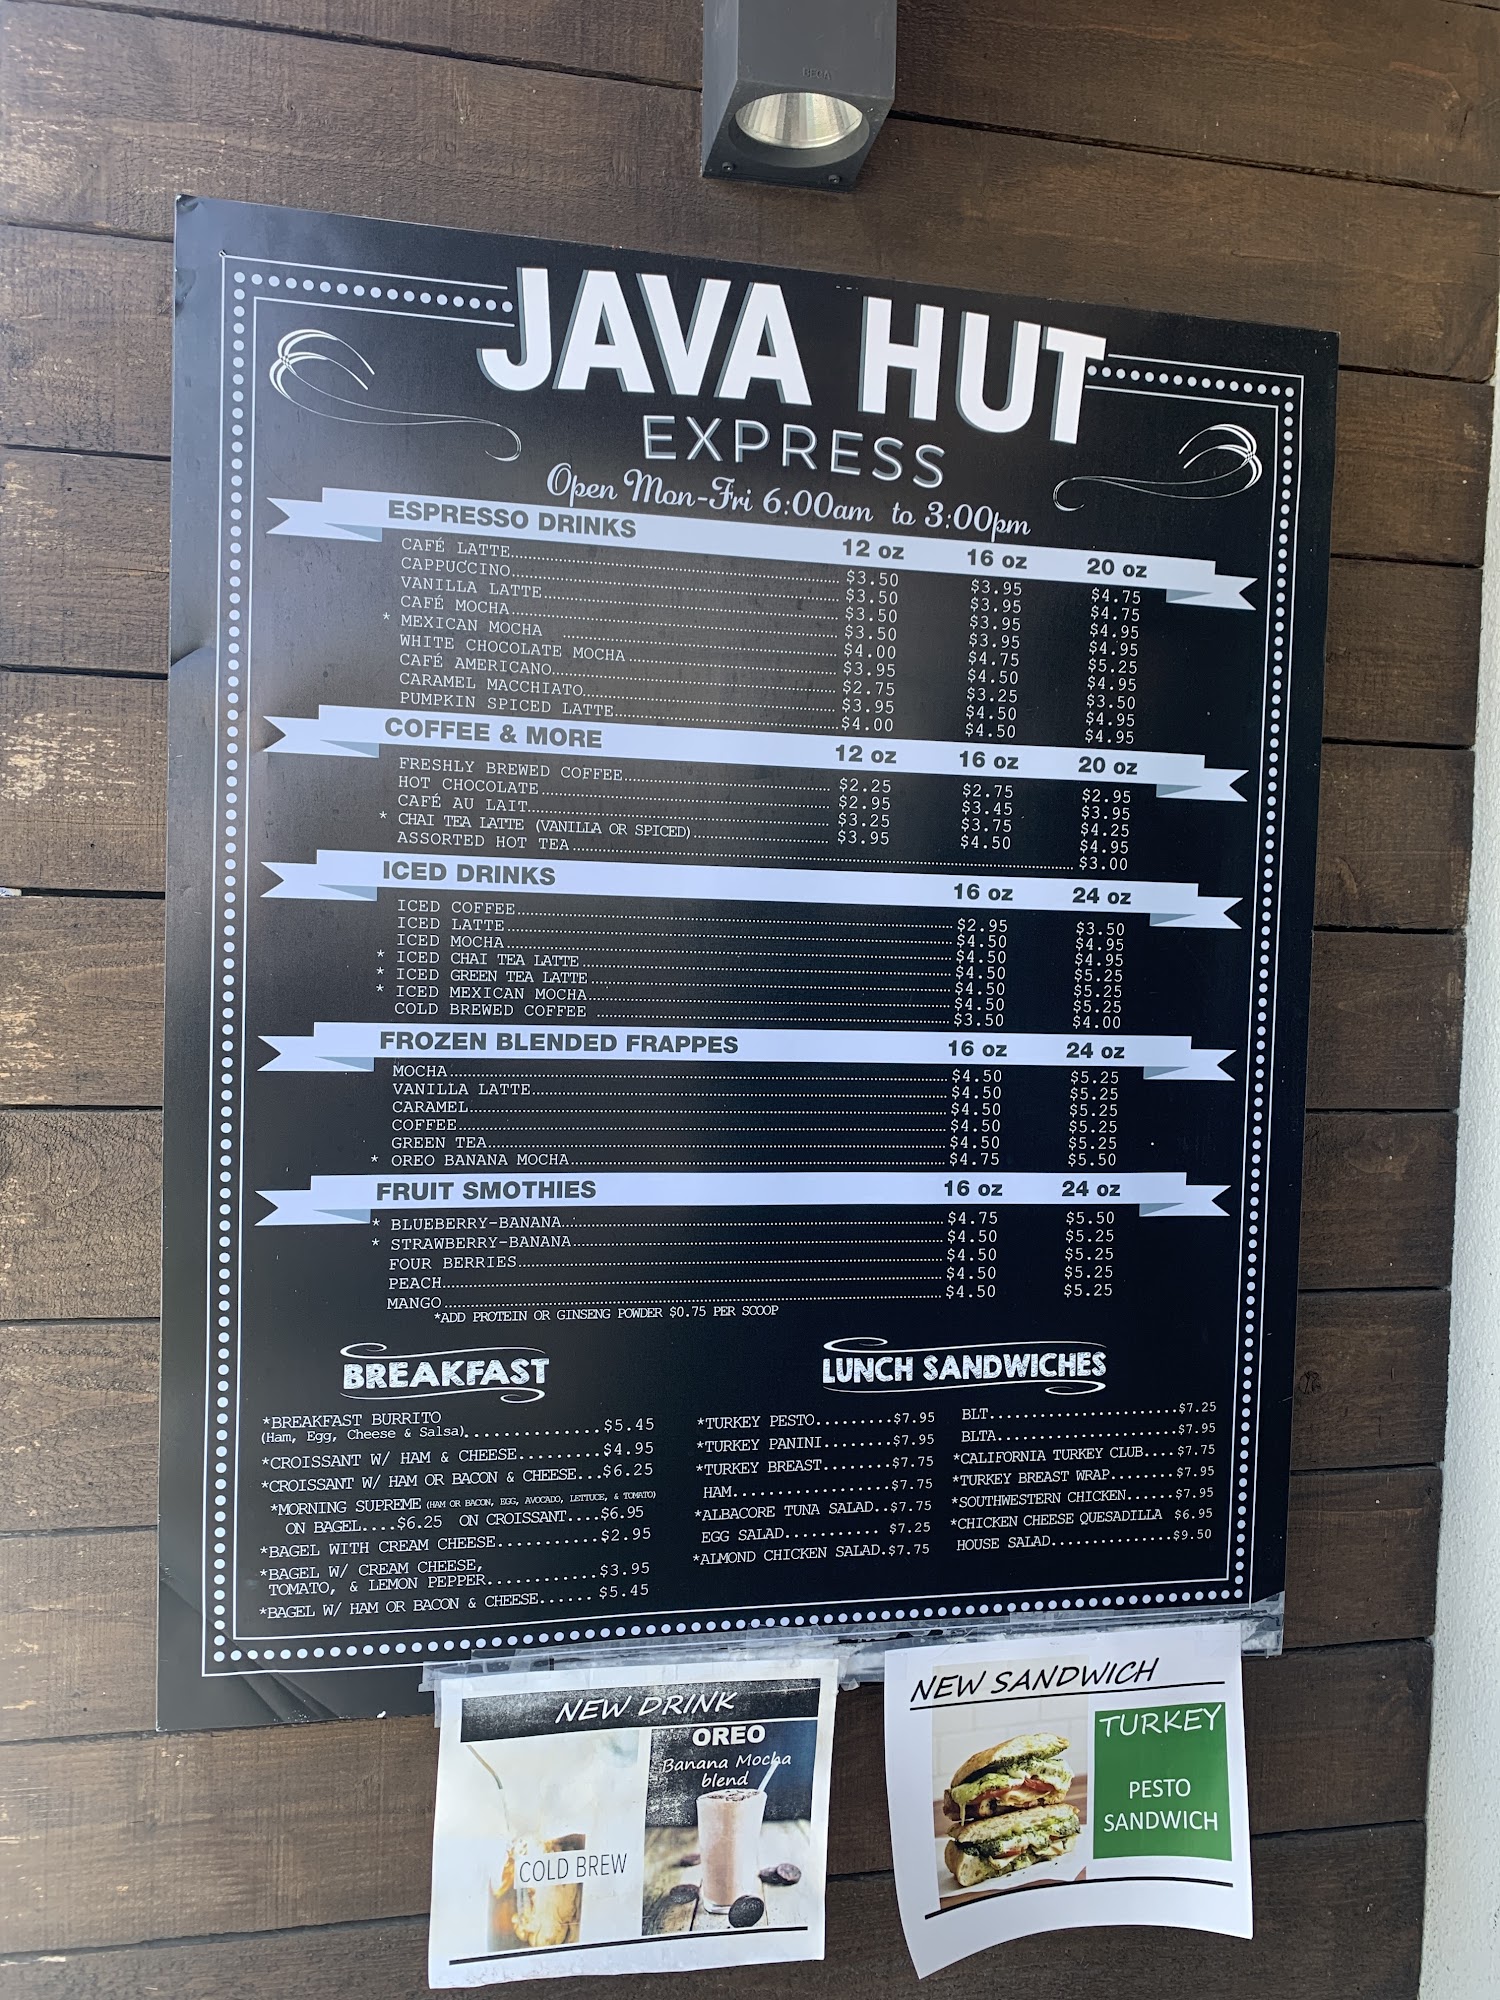 BEGA
JAVA HUT
EXPRESS
Open Mon-Fri 6:00am to 3:00pm
ESPRESSO DRINKS 12 oz 16 oz 20 oz
CAFÉ LATTE $3.50 $3.95 $4.75
CAPPUCCINO $3.50 $3.95 $4.75
VANILLA LATTE $3.50 $3.95 $4.95
CAFÉ MOCHA $3.50 $3.95 $4.95
* MEXICAN MOCHA $4.00 $4.75 $5.25
WHITE CHOCOLATE MOCHA $3.95 $4.50 $4.95
CAFÉ AMERICANO $2.75 $3.25 $3.50
CARAMEL MACCHIATO $3.95 $4.50 $4.95
PUMPKIN SPICED LATTE $4.00 $4.50 $4.95
COFFEE & MORE 12 oz 16 oz 20 oz
FRESHLY BREWED COFFEE $2.25 $2.75 $2.95
HOT CHOCOLATE $2.95 $3.45 $3.95
CAFÉ AU LAIT $3.25 $3.75 $4.25
* CHAI TEA LATTE (VANILLA OR SPICED) $3.95 $4.50 $4.95
ASSORTED HOT TEA $3.00
ICED DRINKS 16 oz 24 oz
ICED COFFEE $2.95 $3.50
ICED LATTE $4.50 $4.95
ICED MOCHA $4.50 $4.95
* ICED CHAI TEA LATTE $4.50 $5.25
* ICED GREEN TEA LATTE $4.50 $5.25
* ICED MEXICAN MOCHA $4.50 $5.25
COLD BREWED COFFEE $3.50 $4.00
FROZEN BLENDED FRAPPES 16 oz 24 oz
MOCHA $4.50 $5.25
VANILLA LATTE $4.50 $5.25
CARAMEL $4.50 $5.25
COFFEE $4.50 $5.25
GREEN TEA $4.50 $5.25
* OREO BANANA MOCHA $4.75 $5.50
FRUIT SMOTHIES 16 oz 24 oz
* BLUEBERRY-BANANA $4.75 $5.50
* STRAWBERRY-BANANA $4.50 $5.25
FOUR BERRIES $4.50 $5.25
PEACH $4.50 $5.25
MANGO $4.50 $5.25
*ADD PROTEIN OR GINSENG POWDER $0.75 PER SCOOP
BREAKFAST
*BREAKFAST BURRITO
(Ham, Egg, Cheese & Salsa) $5.45
*CROISSANT W/ HAM & CHEESE $4.95
*CROISSANT W/ HAM OR BACON & CHEESE $6.25
*MORNING SUPREME (HAM OR BACON, EGG, AVOCADO, LETTUCE, & TOMATO)
ON BAGEL....$6.25 ON CROISSANT....$6.95
*BAGEL WITH CREAM CHEESE $2.95
*BAGEL W/ CREAM CHEESE,
TOMATO, & LEMON PEPPER $3.95
*BAGEL W/ HAM OR BACON & CHEESE $5.45
LUNCH SANDWICHES
*TURKEY PESTO $7.95
*TURKEY PANINI $7.95
*TURKEY BREAST $7.75
HAM $7.75
*ALBACORE TUNA SALAD $7.75
EGG SALAD $7.25
*ALMOND CHICKEN SALAD $7.75
BLT $7.25
BLTA $7.95
*CALIFORNIA TURKEY CLUB $7.75
*TURKEY BREAST WRAP $7.95
*SOUTHWESTERN CHICKEN $7.95
*CHICKEN CHEESE QUESADILLA $6.95
HOUSE SALAD $9.50
NEW DRINK
OREO
Banana Mocha
blend
COLD BREW
NEW SANDWICH
TURKEY
PESTO
SANDWICH